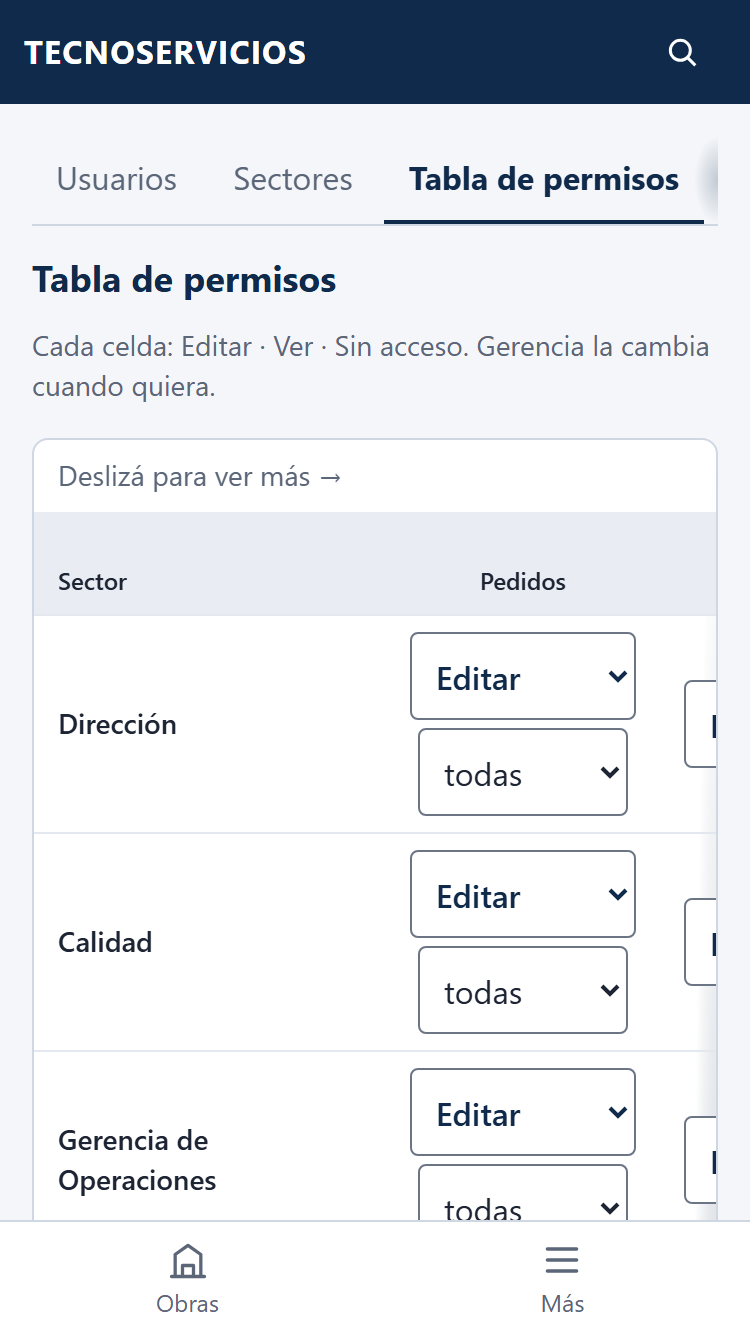 TECNOSERVICIOS
Usuarios Sectores Tabla de permisos
Tabla de permisos
Cada celda: Editar · Ver · Sin acceso. Gerencia la cambia
cuando quiera.
Deslizá para ver más →
Sector Pedidos
Editar
Dirección
todas
Editar
Calidad
todas
Editar
Gerencia de
Operaciones
todas
Obras Más